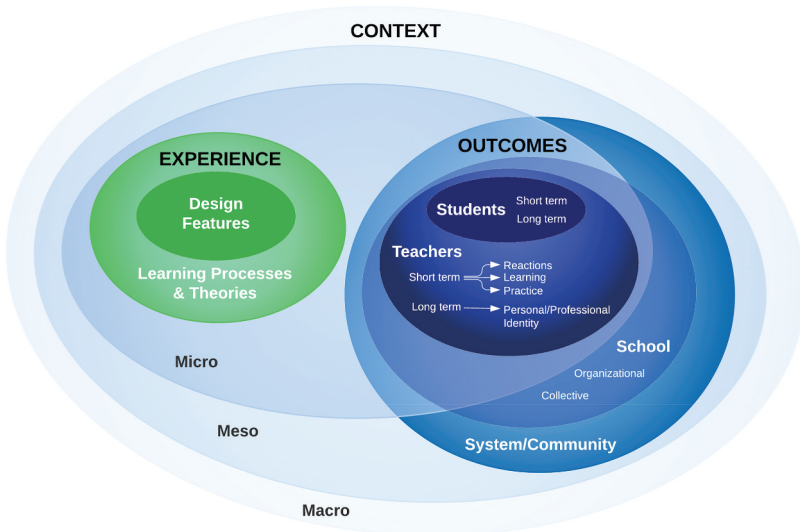 CONTEXT
EXPERIENCE
Design
Features
Learning Processes
& Theories
OUTCOMES
Students
Short term
Long term
Teachers
Short term
Reactions
Learning
Practice
Long term
Personal/Professional
Identity
School
Organizational
Collective
System/Community
Micro
Meso
Macro